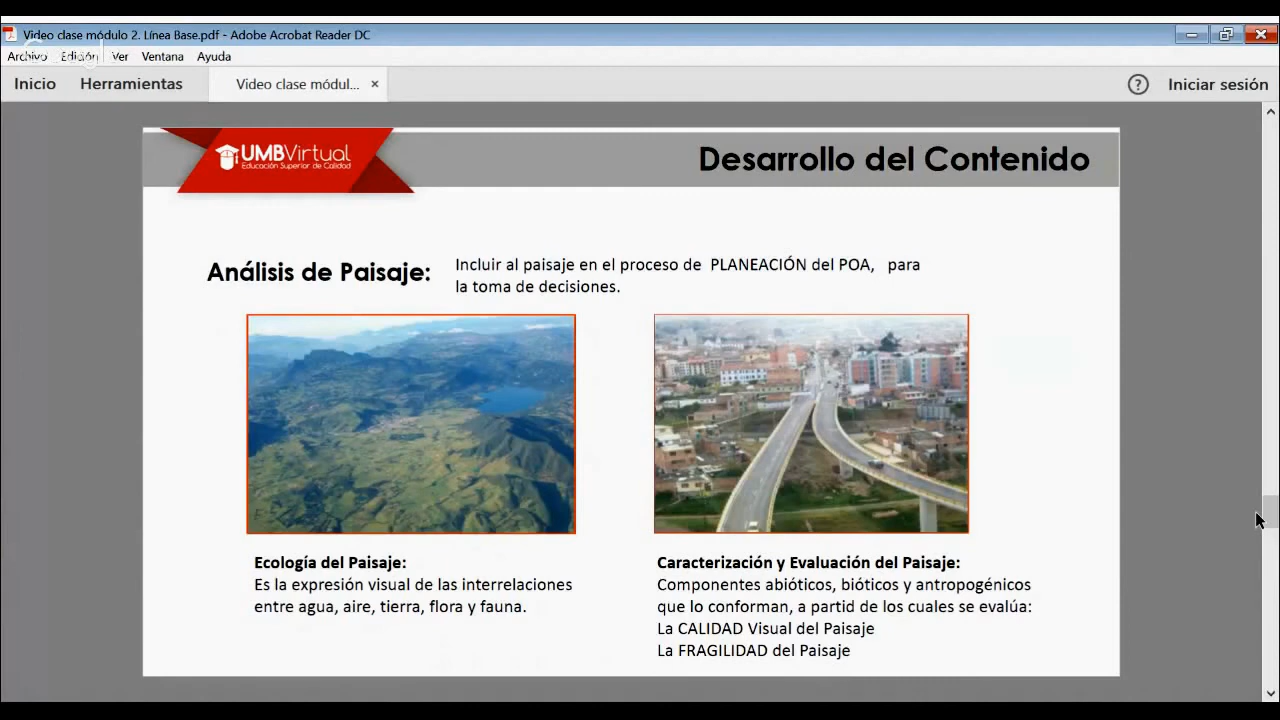 Video clase módulo 2. Línea Base.pdf - Adobe Acrobat Reader DC
Archivo Edición Ver Ventana Ayuda
Inicio Herramientas Video clase módul... × ? Iniciar sesión
UMBVirtual
Educación Superior de Calidad
Desarrollo del Contenido
Análisis de Paisaje:
Incluir al paisaje en el proceso de PLANEACIÓN del POA, para
la toma de decisiones.
Ecología del Paisaje:
Es la expresión visual de las interrelaciones
entre agua, aire, tierra, flora y fauna.
Caracterización y Evaluación del Paisaje:
Componentes abióticos, bióticos y antropogénicos
que lo conforman, a partid de los cuales se evalúa:
La CALIDAD Visual del Paisaje
La FRAGILIDAD del Paisaje